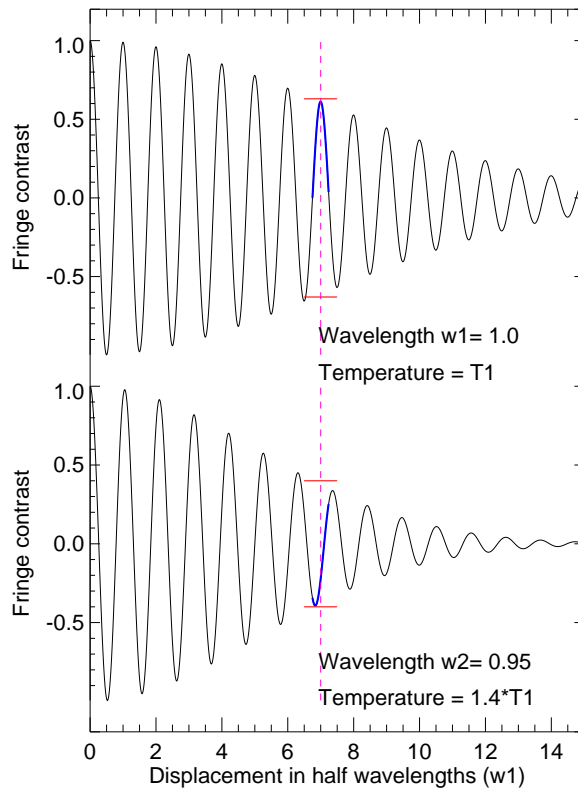 1.0
0.5
0.0
-0.5
Fringe contrast
Wavelength w1= 1.0
Temperature = T1
1.0
0.5
0.0
-0.5
Fringe contrast
Wavelength w2= 0.95
Temperature = 1.4*T1
0 2 4 6 8 10 12 14
Displacement in half wavelengths (w1)